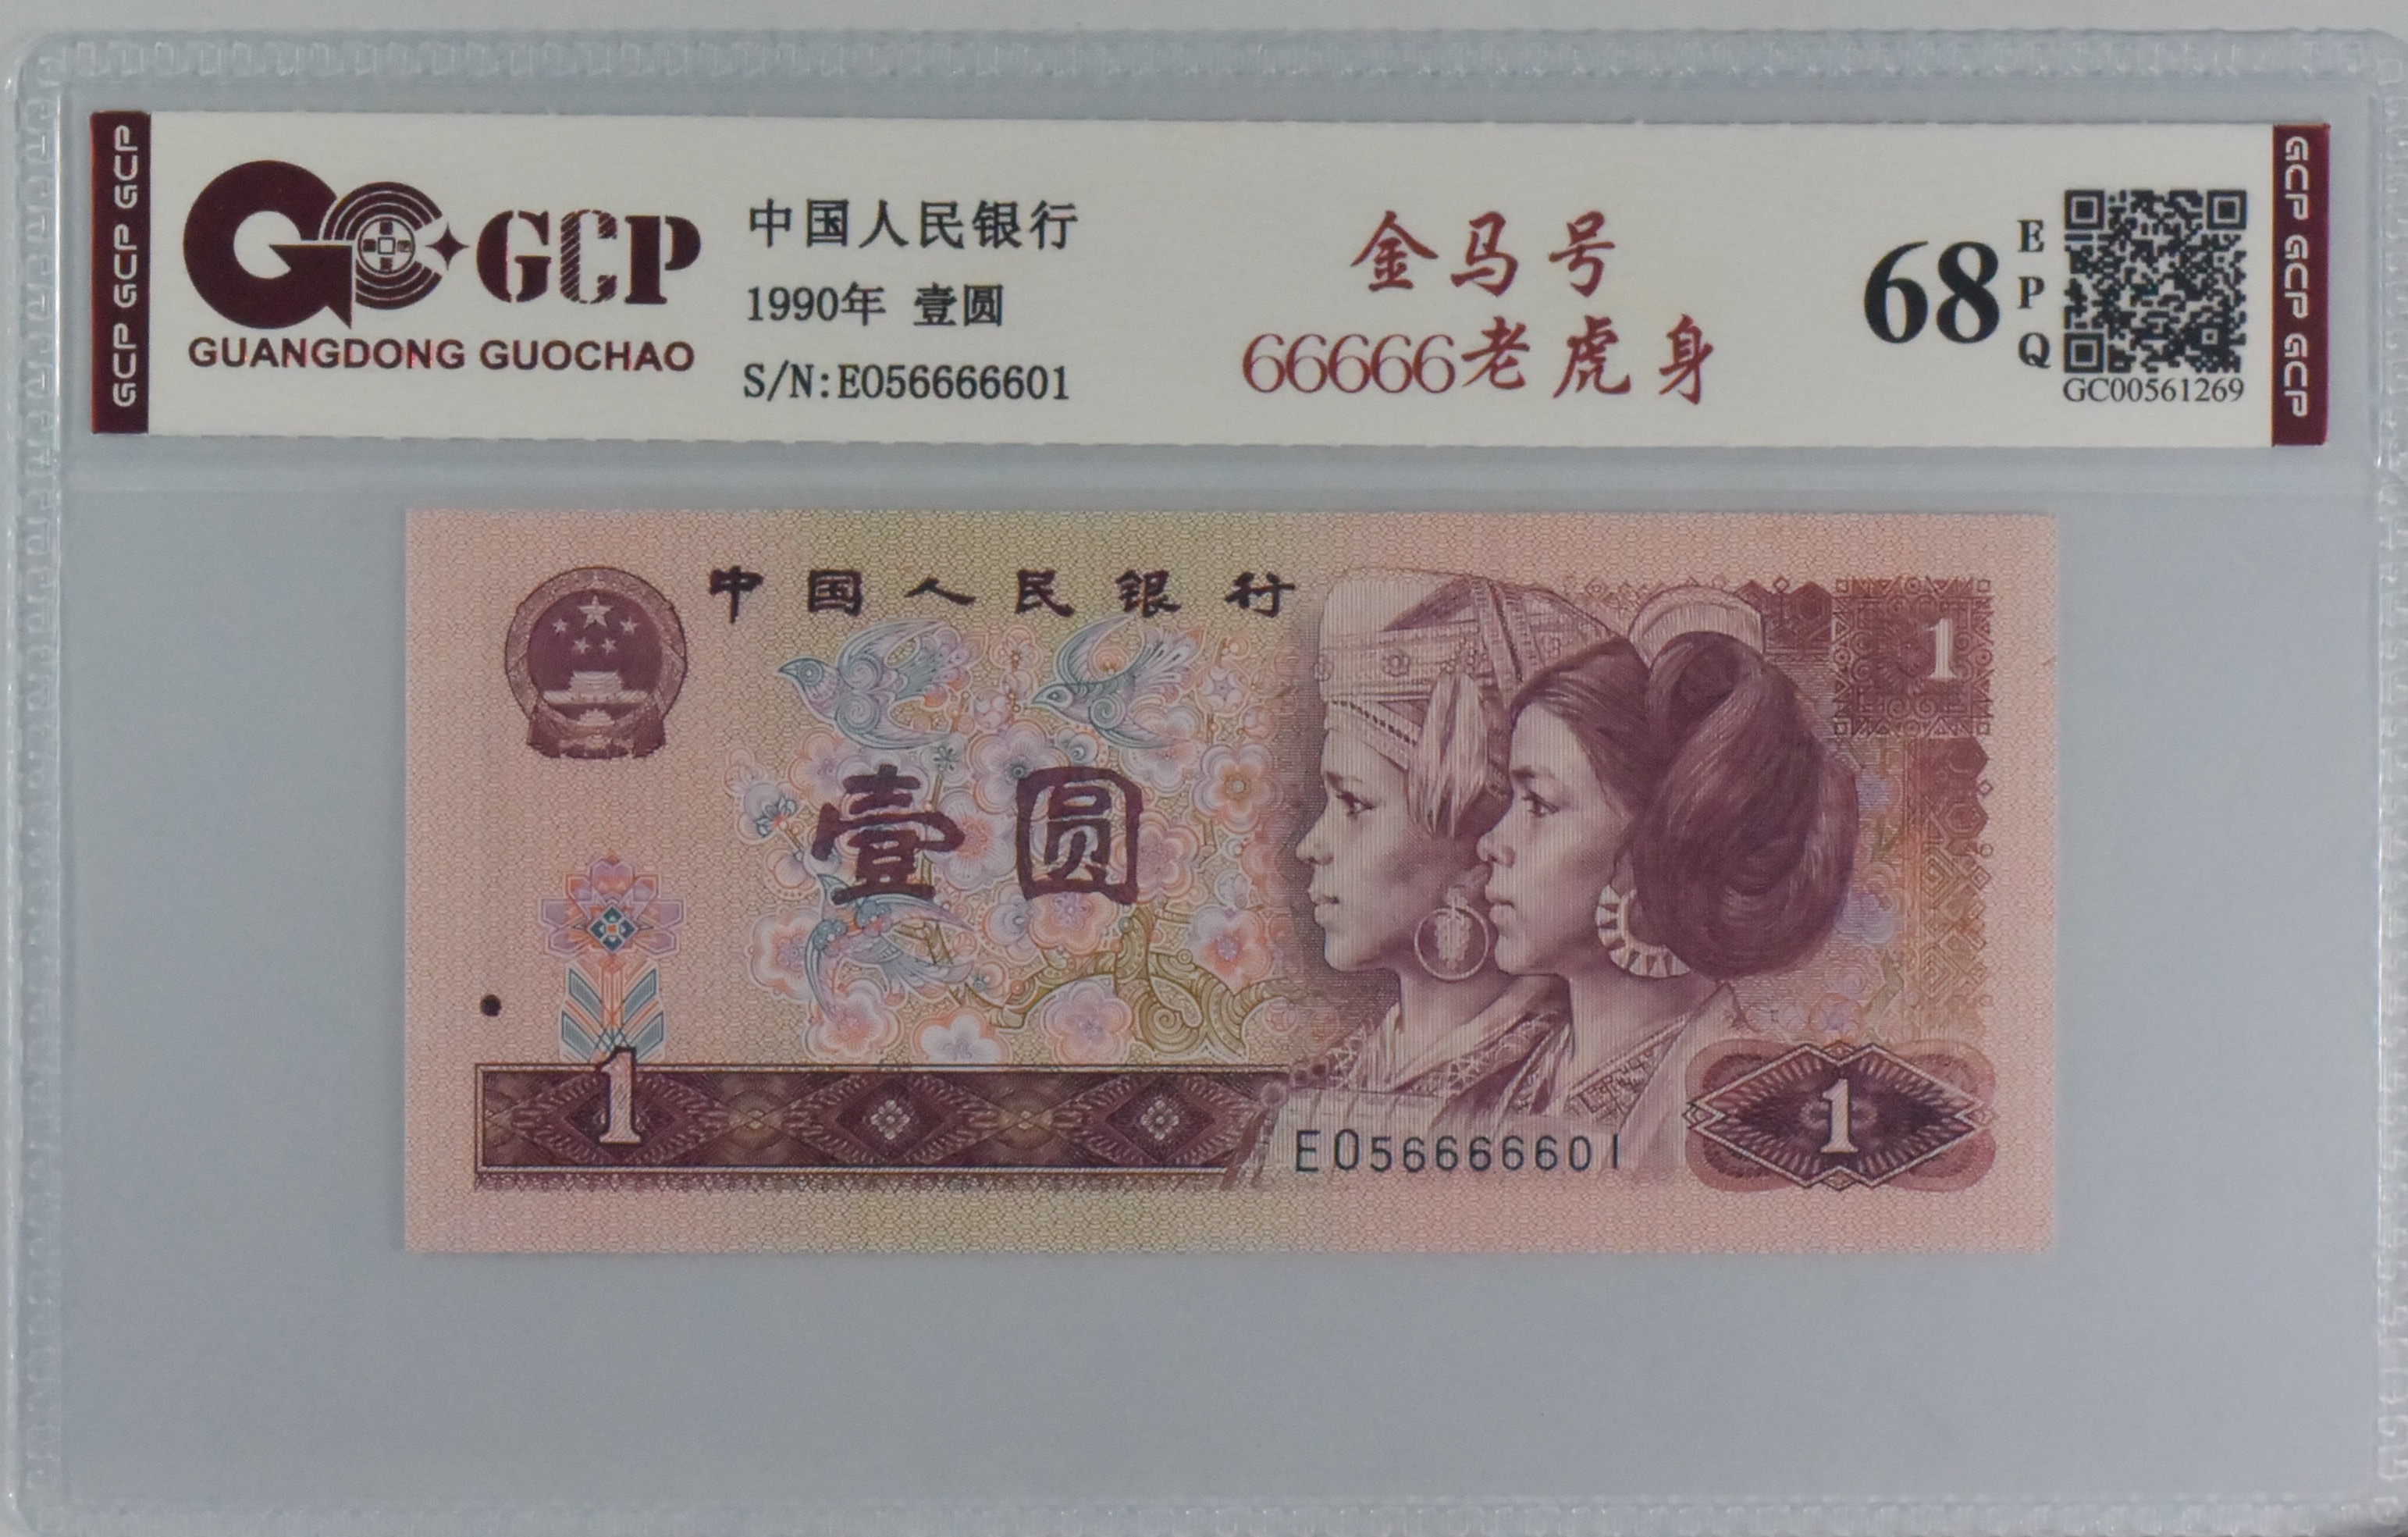 GCP GCP GCP
GCP
GUANGDONG GUOCHAO
中国人民银行
1990年 壹圆
S/N:EO56666601
金马号
66666老虎身
68
E
P
Q
GC00561269
GCP GCP GCP
中国人民银行
1
壹圆
1
1
EO56666601